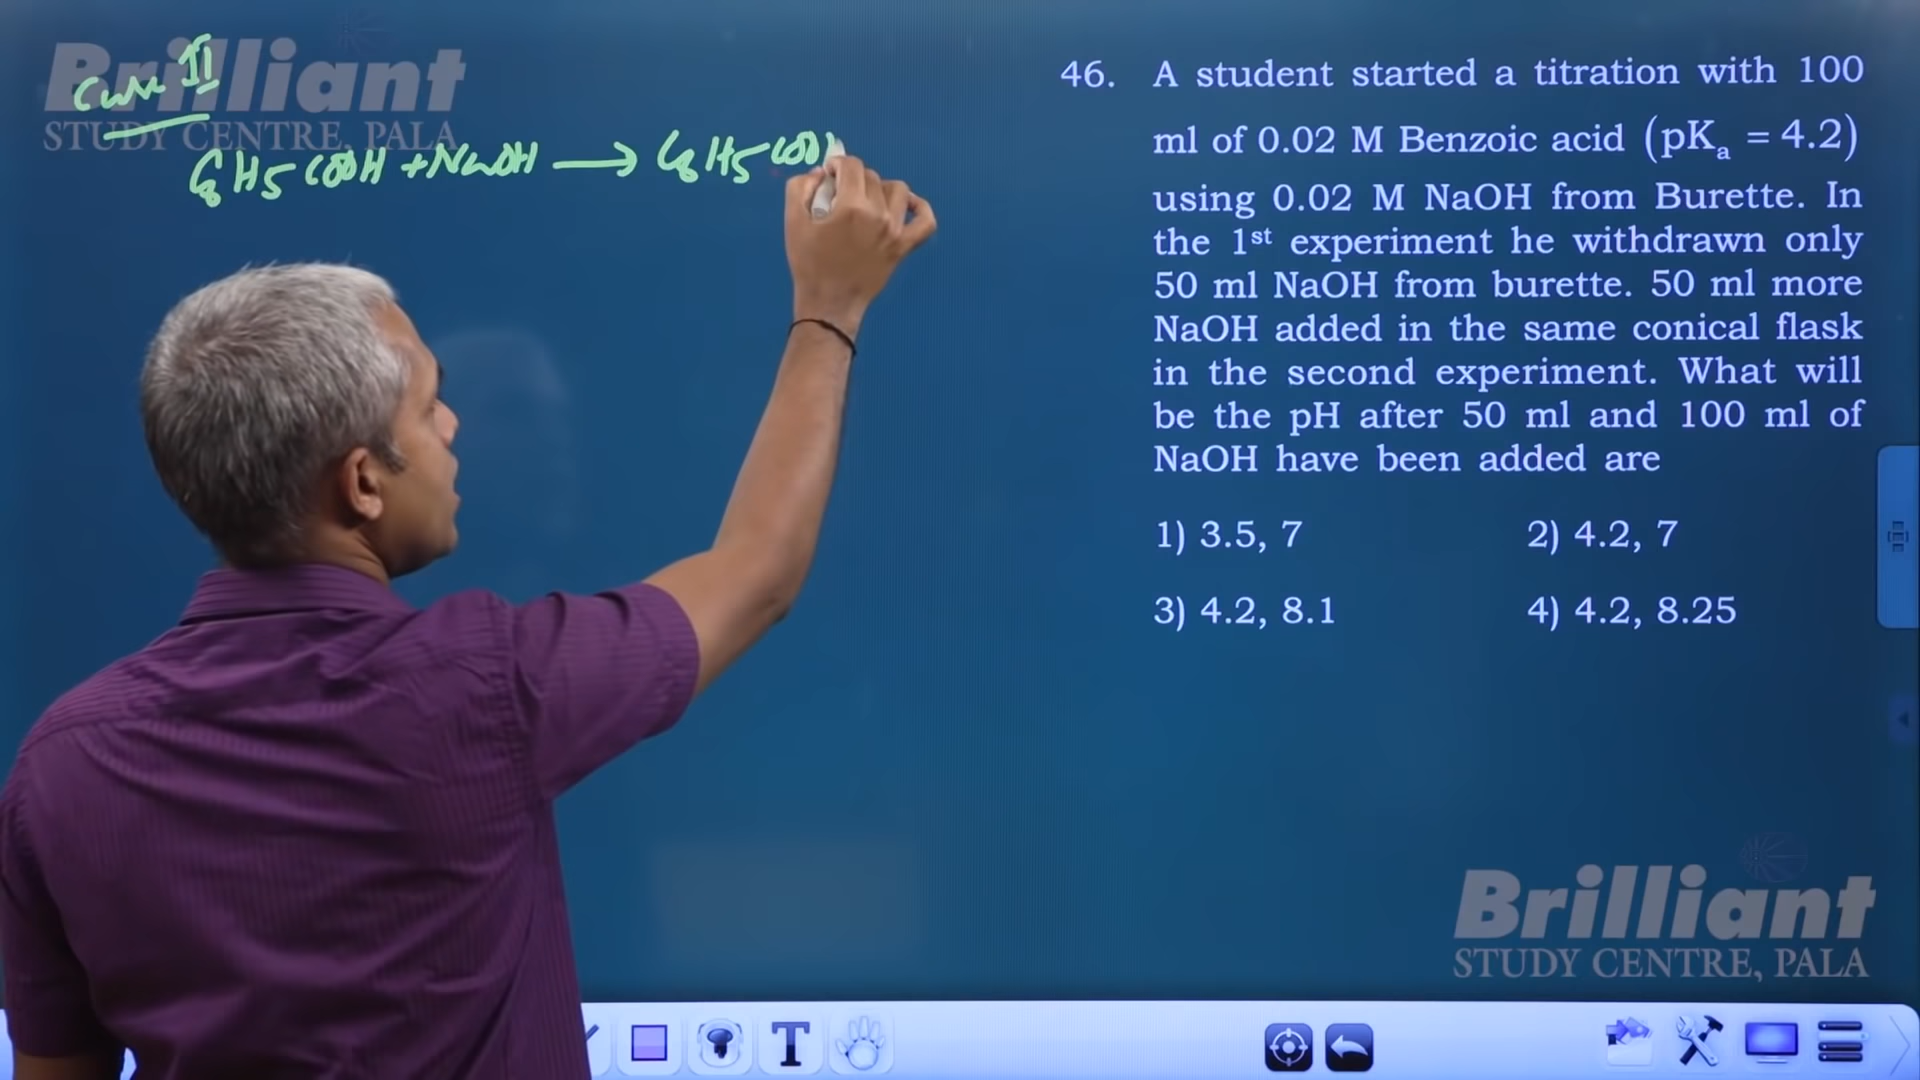 Brilliant
STUDY CENTRE, PALA
Case II
C6H5COOH + NaOH ⟶ C6H5COO
46. A student started a titration with 100
ml of 0.02 M Benzoic acid (pKₐ = 4.2)
using 0.02 M NaOH from Burette. In
the 1ˢᵗ experiment he withdrawn only
50 ml NaOH from burette. 50 ml more
NaOH added in the same conical flask
in the second experiment. What will
be the pH after 50 ml and 100 ml of
NaOH have been added are
1) 3.5, 7 2) 4.2, 7
3) 4.2, 8.1 4) 4.2, 8.25
Brilliant
STUDY CENTRE, PALA
T